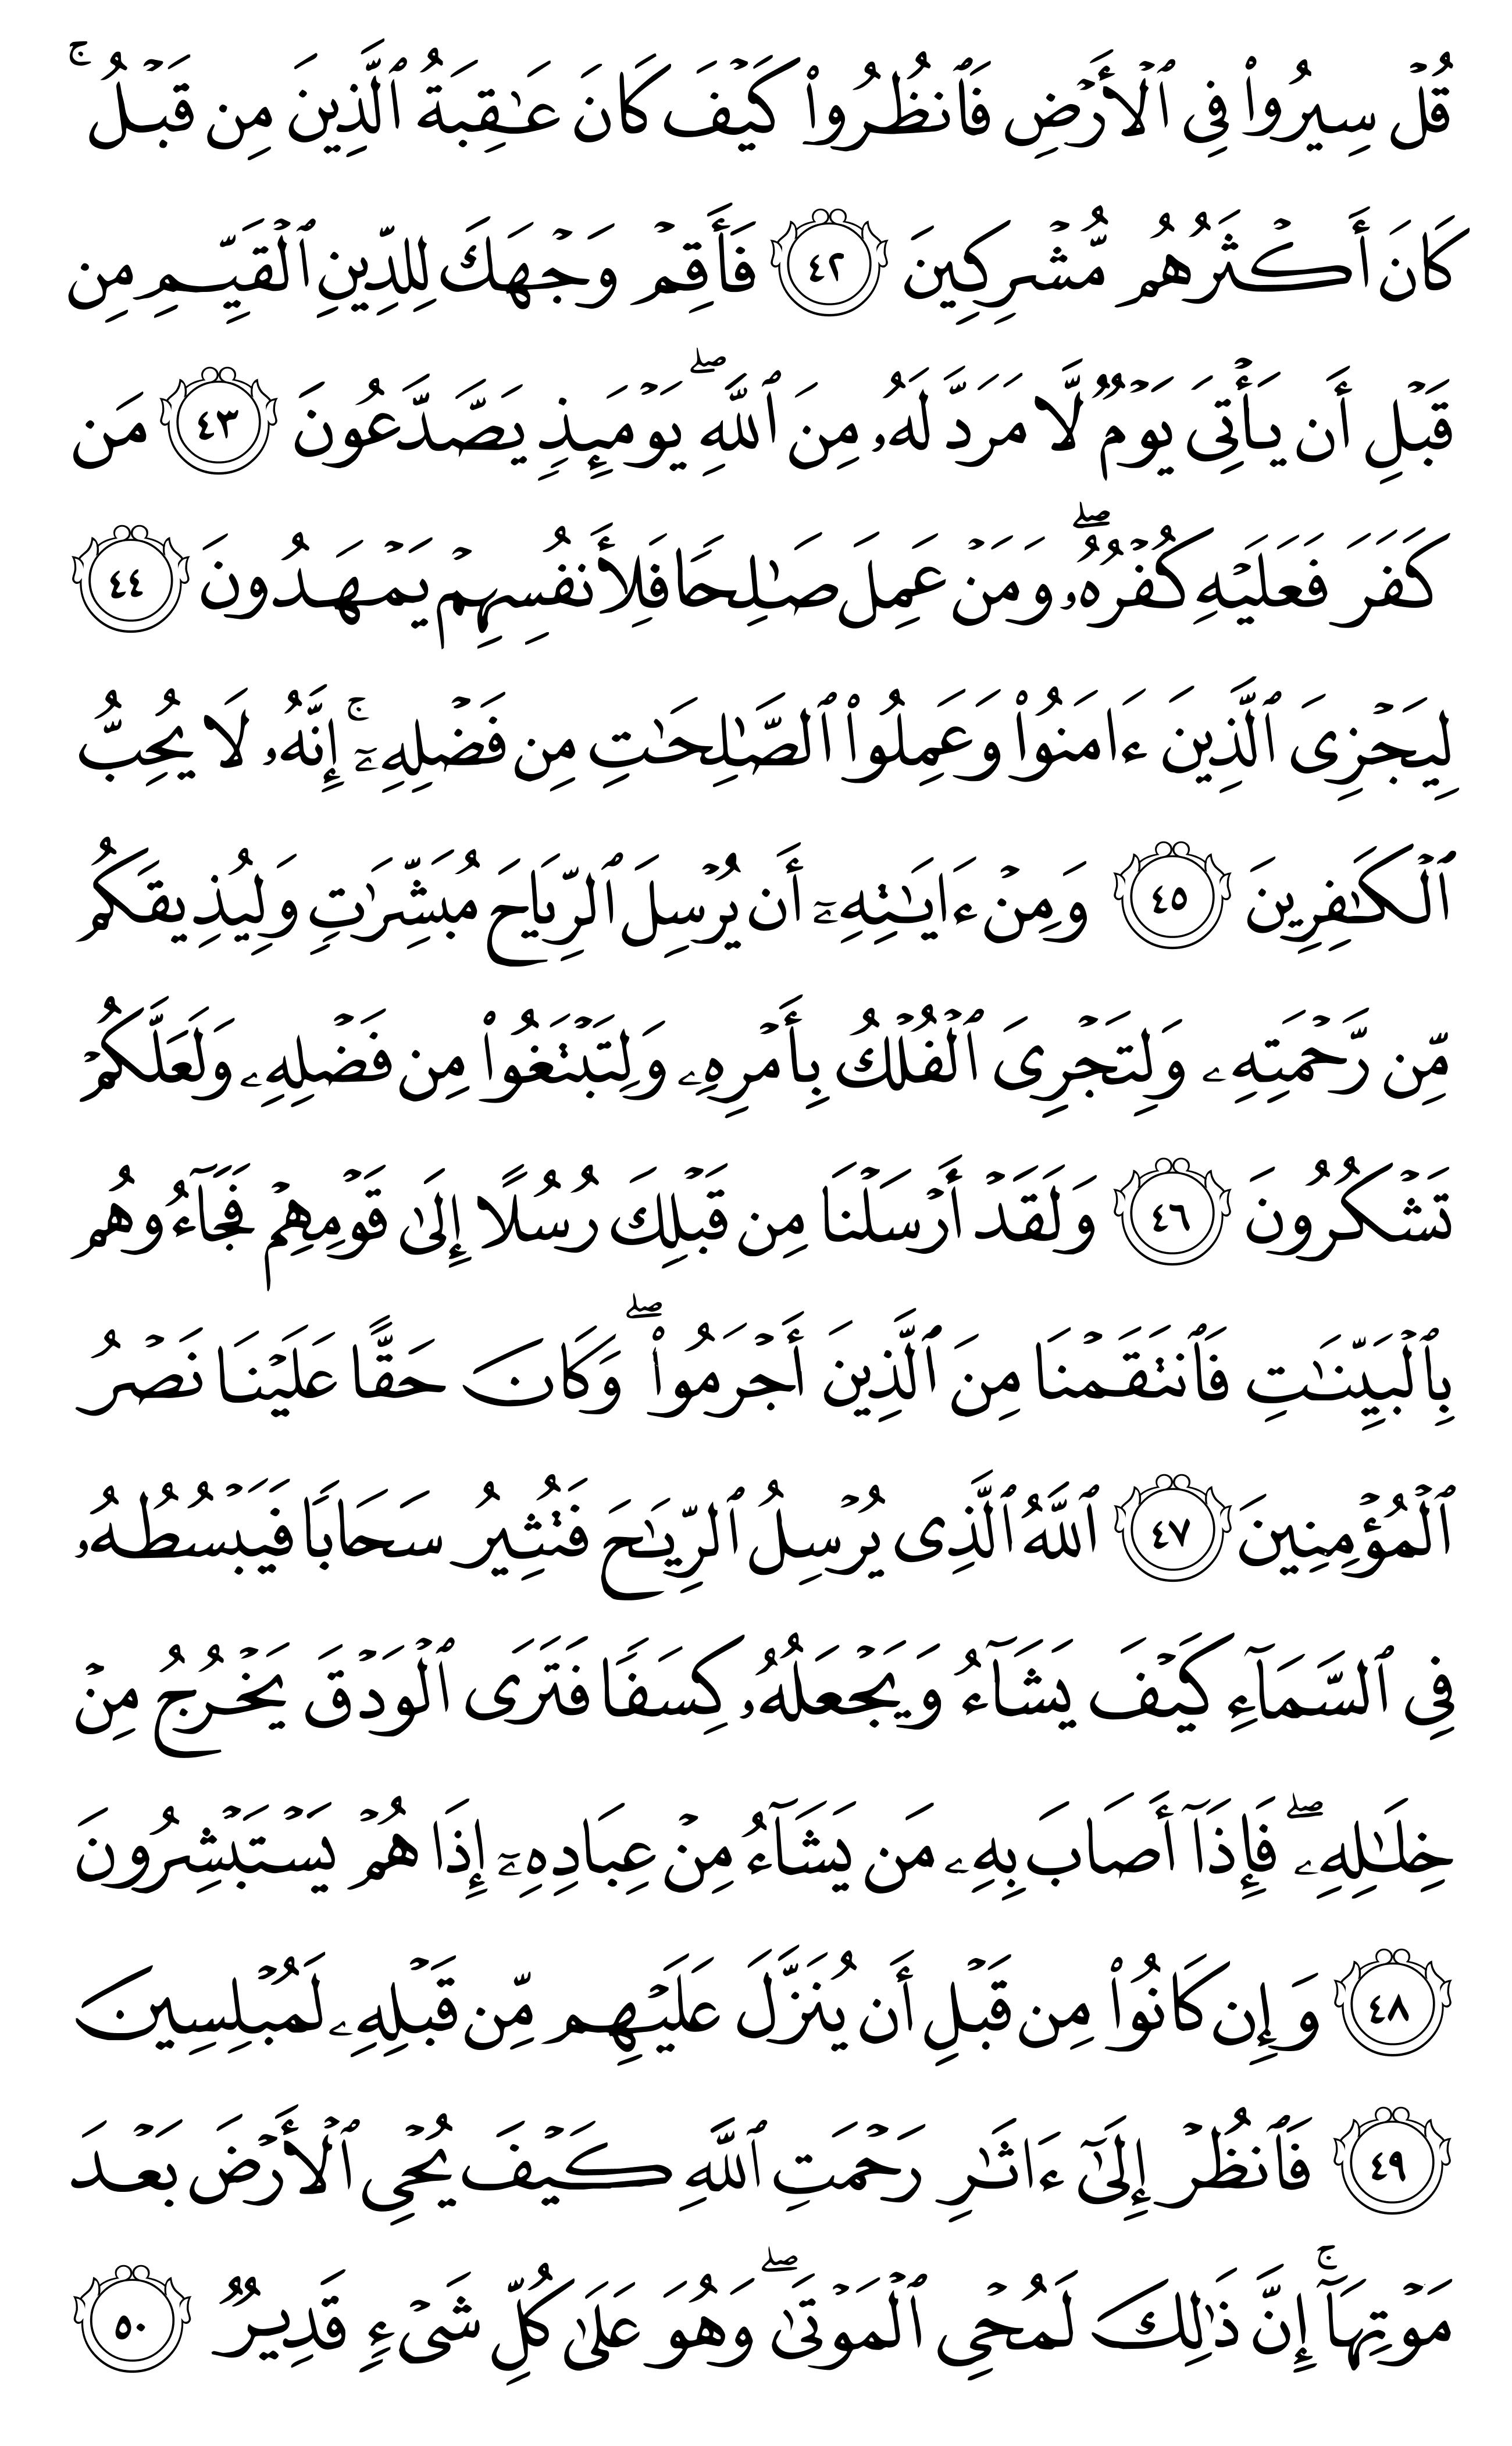 قُلۡ سِيرُواْ فِي ٱلۡأَرۡضِ فَٱنظُرُواْ كَيۡفَ كَانَ عَٰقِبَةُ ٱلَّذِينَ مِن قَبۡلُۚ
كَانَ أَكۡثَرُهُم مُّشۡرِكِينَ ٤٢ فَأَقِمۡ وَجۡهَكَ لِلدِّينِ ٱلۡقَيِّمِ مِن
قَبۡلِ أَن يَأۡتِيَ يَوۡمٞ لَّا مَرَدَّ لَهُۥ مِنَ ٱللَّهِۖ يَوۡمَئِذٖ يَصَّدَّعُونَ ٤٣ مَن
كَفَرَ فَعَلَيۡهِ كُفۡرُهُۥۖ وَمَنۡ عَمِلَ صَٰلِحٗا فَلِأَنفُسِهِمۡ يَمۡهَدُونَ ٤٤
لِيَجۡزِيَ ٱلَّذِينَ ءَامَنُواْ وَعَمِلُواْ ٱلصَّٰلِحَٰتِ مِن فَضۡلِهِۦٓۚ إِنَّهُۥ لَا يُحِبُّ
ٱلۡكَٰفِرِينَ ٤٥ وَمِنۡ ءَايَٰتِهِۦٓ أَن يُرۡسِلَ ٱلرِّيَاحَ مُبَشِّرَٰتٖ وَلِيُذِيقَكُم
مِّن رَّحۡمَتِهِۦ وَلِتَجۡرِيَ ٱلۡفُلۡكُ بِأَمۡرِهِۦ وَلِتَبۡتَغُواْ مِن فَضۡلِهِۦ وَلَعَلَّكُمۡ
تَشۡكُرُونَ ٤٦ وَلَقَدۡ أَرۡسَلۡنَا مِن قَبۡلِكَ رُسُلًا إِلَىٰ قَوۡمِهِمۡ فَجَآءُوهُم
بِٱلۡبَيِّنَٰتِ فَٱنتَقَمۡنَا مِنَ ٱلَّذِينَ أَجۡرَمُواْۖ وَكَانَ حَقًّا عَلَيۡنَا نَصۡرُ
ٱلۡمُؤۡمِنِينَ ٤٧ ٱللَّهُ ٱلَّذِي يُرۡسِلُ ٱلرِّيَٰحَ فَتُثِيرُ سَحَابٗا فَيَبۡسُطُهُۥ
فِي ٱلسَّمَآءِ كَيۡفَ يَشَآءُ وَيَجۡعَلُهُۥ كِسَفٗا فَتَرَى ٱلۡوَدۡقَ يَخۡرُجُ مِنۡ
خِلَٰلِهِۦۖ فَإِذَآ أَصَابَ بِهِۦ مَن يَشَآءُ مِنۡ عِبَادِهِۦٓ إِذَا هُمۡ يَسۡتَبۡشِرُونَ
٤٨ وَإِن كَانُواْ مِن قَبۡلِ أَن يُنَزَّلَ عَلَيۡهِم مِّن قَبۡلِهِۦ لَمُبۡلِسِينَ
٤٩ فَٱنظُرۡ إِلَىٰٓ ءَاثَٰرِ رَحۡمَتِ ٱللَّهِ كَيۡفَ يُحۡيِ ٱلۡأَرۡضَ بَعۡدَ
مَوۡتِهَآۚ إِنَّ ذَٰلِكَ لَمُحۡيِ ٱلۡمَوۡتَىٰۖ وَهُوَ عَلَىٰ كُلِّ شَيۡءٖ قَدِيرٞ ٥٠